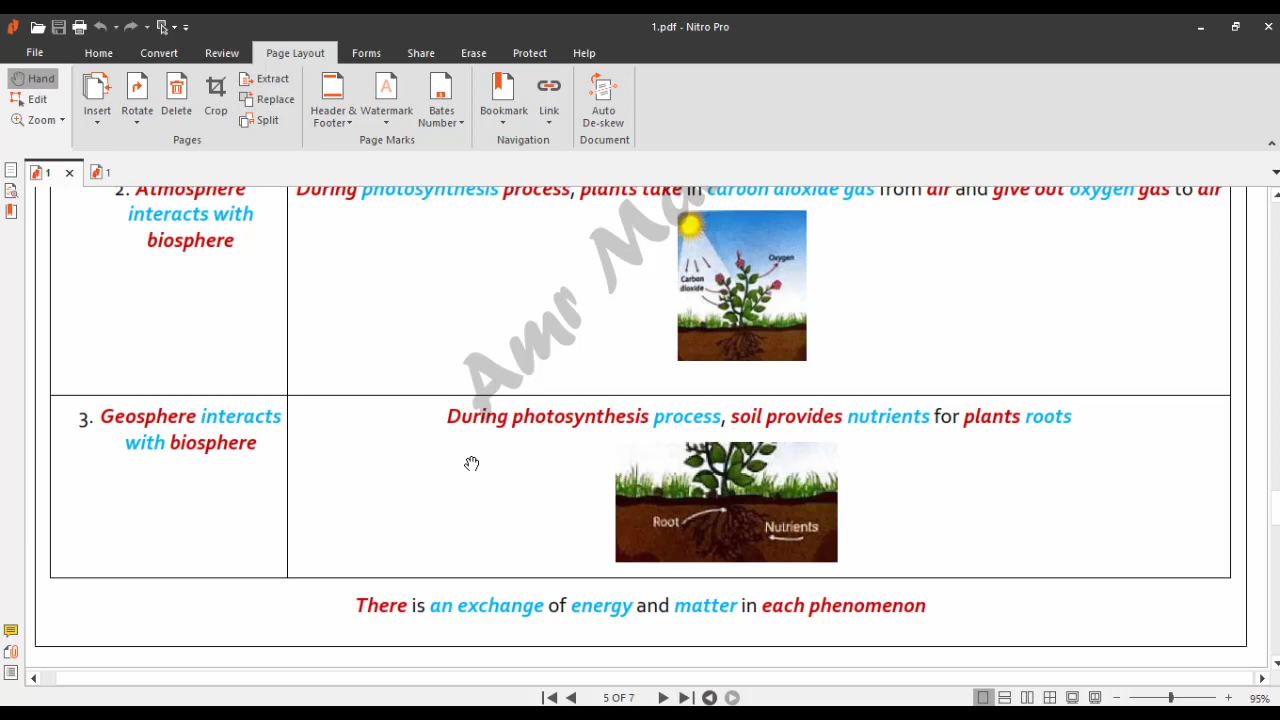 1.pdf - Nitro Pro
File Home Convert Review Page Layout Forms Share Erase Protect Help
Hand
Edit
Zoom
Insert
Rotate
Delete
Crop
Extract
Replace
Split
Pages
Header & Footer
Watermark
Bates Number
Page Marks
Bookmark
Link
Navigation
Auto De-skew
Document
1
1
2. Atmosphere
interacts with
biosphere
During photosynthesis process, plants take in carbon dioxide gas from air and give out oxygen gas to air
Oxygen
Carbon
dioxide
Amr Ma
3. Geosphere interacts
with biosphere
During photosynthesis process, soil provides nutrients for plants roots
Root
Nutrients
There is an exchange of energy and matter in each phenomenon
5 OF 7
95%